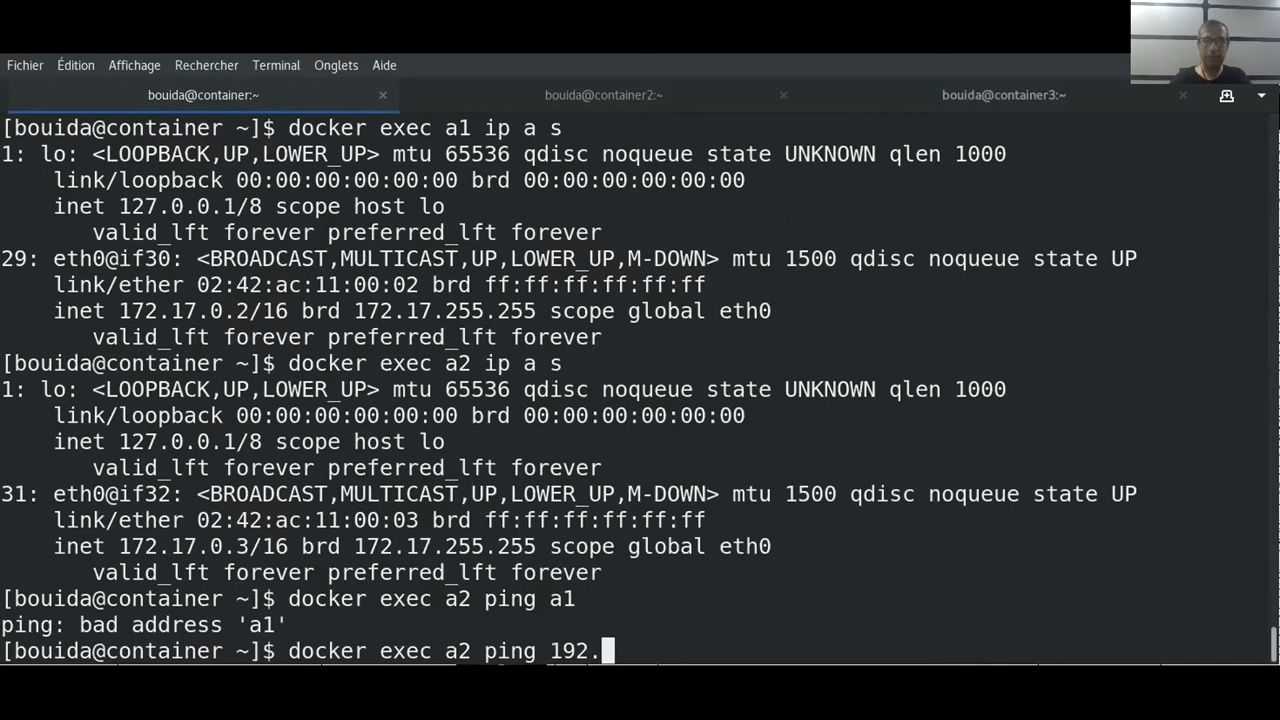 Fichier Édition Affichage Rechercher Terminal Onglets Aide
bouida@container:~ × bouida@container2:~ × bouida@container3:~ ×
[bouida@container ~]$ docker exec a1 ip a s
1: lo: <LOOPBACK,UP,LOWER_UP> mtu 65536 qdisc noqueue state UNKNOWN qlen 1000
    link/loopback 00:00:00:00:00:00 brd 00:00:00:00:00:00
    inet 127.0.0.1/8 scope host lo
       valid_lft forever preferred_lft forever
29: eth0@if30: <BROADCAST,MULTICAST,UP,LOWER_UP,M-DOWN> mtu 1500 qdisc noqueue state UP
    link/ether 02:42:ac:11:00:02 brd ff:ff:ff:ff:ff:ff
    inet 172.17.0.2/16 brd 172.17.255.255 scope global eth0
       valid_lft forever preferred_lft forever
[bouida@container ~]$ docker exec a2 ip a s
1: lo: <LOOPBACK,UP,LOWER_UP> mtu 65536 qdisc noqueue state UNKNOWN qlen 1000
    link/loopback 00:00:00:00:00:00 brd 00:00:00:00:00:00
    inet 127.0.0.1/8 scope host lo
       valid_lft forever preferred_lft forever
31: eth0@if32: <BROADCAST,MULTICAST,UP,LOWER_UP,M-DOWN> mtu 1500 qdisc noqueue state UP
    link/ether 02:42:ac:11:00:03 brd ff:ff:ff:ff:ff:ff
    inet 172.17.0.3/16 brd 172.17.255.255 scope global eth0
       valid_lft forever preferred_lft forever
[bouida@container ~]$ docker exec a2 ping a1
ping: bad address 'a1'
[bouida@container ~]$ docker exec a2 ping 192.